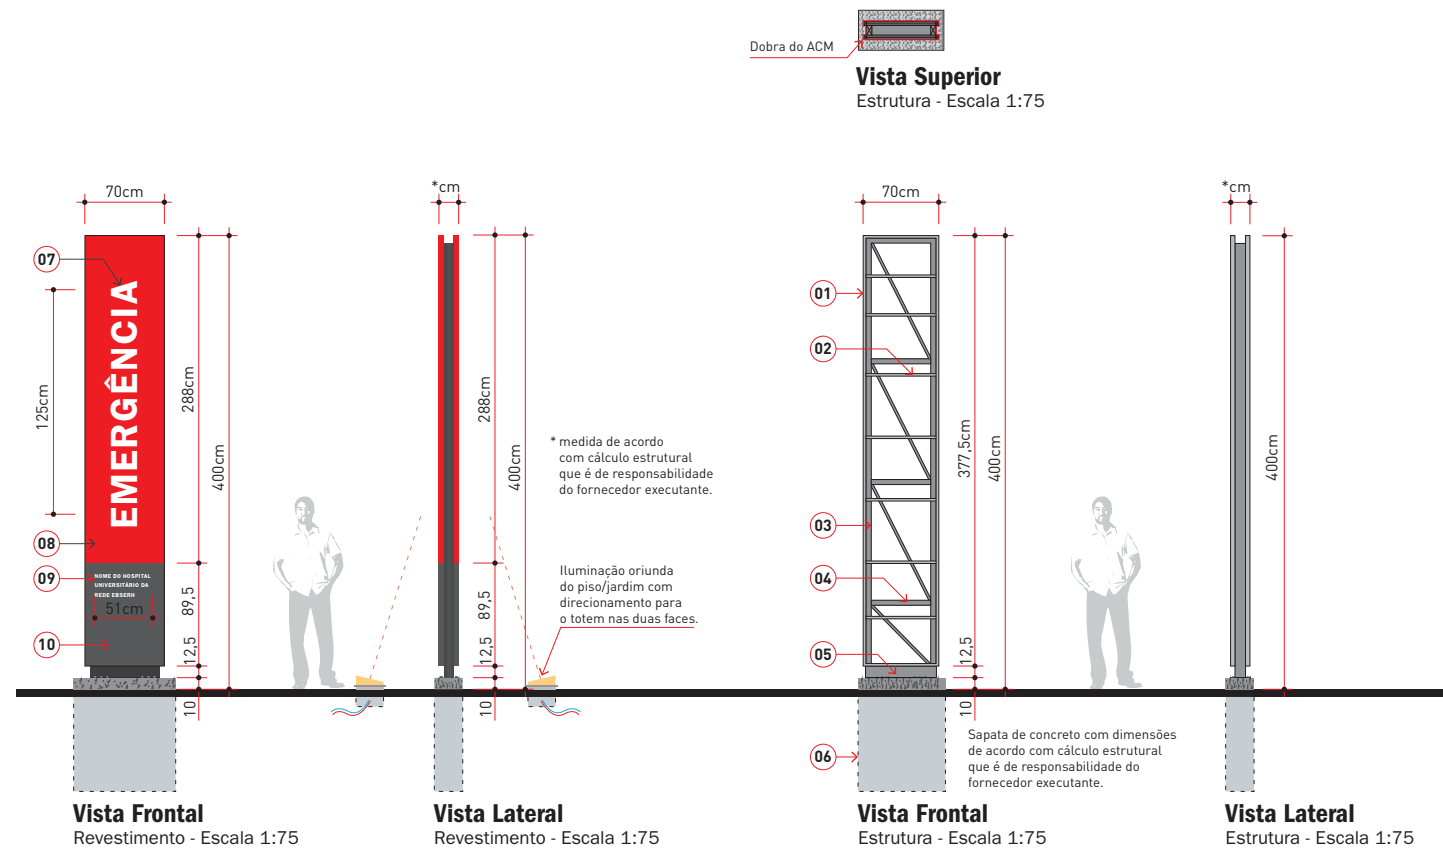 Dobra do ACM
Vista Superior
Estrutura - Escala 1:75
70cm
07
EMERGÊNCIA
125cm
288cm
400cm
08
09
NOME DO HOSPITAL
UNIVERSITÁRIO DA
REDE EBSERH
51cm
89,5
10
12,5
10
Vista Frontal
Revestimento - Escala 1:75
*cm
288cm
400cm
* medida de acordo
com cálculo estrutural
que é de responsabilidade
do fornecedor executante.
Iluminação oriunda
do piso/jardim com
direcionamento para
o totem nas duas faces.
89,5
12,5
10
Vista Lateral
Revestimento - Escala 1:75
70cm
01
02
377,5cm
400cm
03
04
05
12,5
10
06
Sapata de concreto com dimensões
de acordo com cálculo estrutural
que é de responsabilidade do
fornecedor executante.
Vista Frontal
Estrutura - Escala 1:75
*cm
400cm
Vista Lateral
Estrutura - Escala 1:75